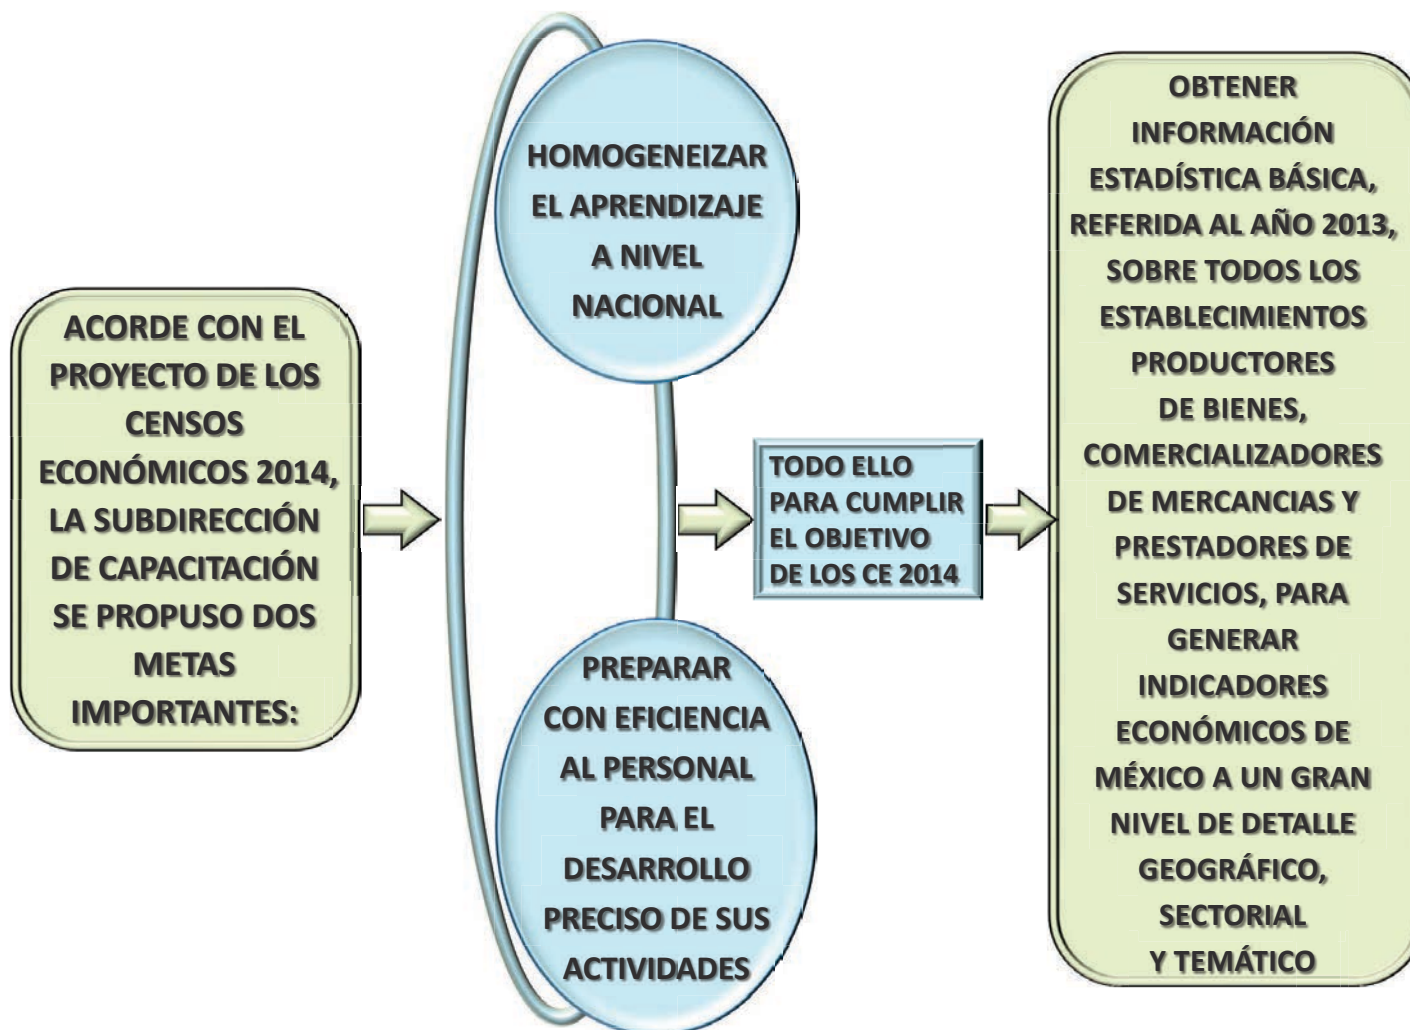 ACORDE CON EL
PROYECTO DE LOS
CENSOS
ECONÓMICOS 2014,
LA SUBDIRECCIÓN
DE CAPACITACIÓN
SE PROPUSO DOS
METAS
IMPORTANTES:
HOMOGENEIZAR
EL APRENDIZAJE
A NIVEL
NACIONAL
PREPARAR
CON EFICIENCIA
AL PERSONAL
PARA EL
DESARROLLO
PRECISO DE SUS
ACTIVIDADES
TODO ELLO
PARA CUMPLIR
EL OBJETIVO
DE LOS CE 2014
OBTENER
INFORMACIÓN
ESTADÍSTICA BÁSICA,
REFERIDA AL AÑO 2013,
SOBRE TODOS LOS
ESTABLECIMIENTOS
PRODUCTORES
DE BIENES,
COMERCIALIZADORES
DE MERCANCIAS Y
PRESTADORES DE
SERVICIOS, PARA
GENERAR
INDICADORES
ECONÓMICOS DE
MÉXICO A UN GRAN
NIVEL DE DETALLE
GEOGRÁFICO,
SECTORIAL
Y TEMÁTICO